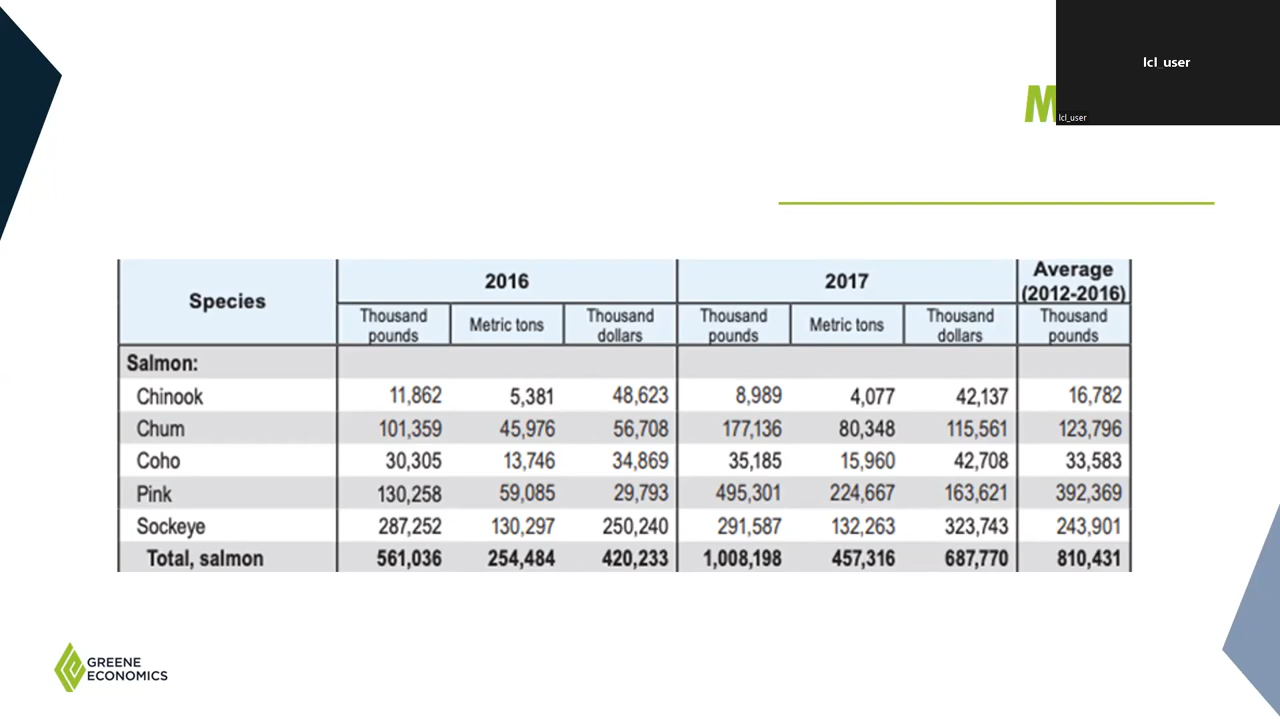 lcl_user
M
lcl_user
Species 2016 2017 Average (2012-2016)
Thousand pounds Metric tons Thousand dollars Thousand pounds Metric tons Thousand dollars Thousand pounds
Salmon:
Chinook 11,862 5,381 48,623 8,989 4,077 42,137 16,782
Chum 101,359 45,976 56,708 177,136 80,348 115,561 123,796
Coho 30,305 13,746 34,869 35,185 15,960 42,708 33,583
Pink 130,258 59,085 29,793 495,301 224,667 163,621 392,369
Sockeye 287,252 130,297 250,240 291,587 132,263 323,743 243,901
Total, salmon 561,036 254,484 420,233 1,008,198 457,316 687,770 810,431
GREENE
ECONOMICS